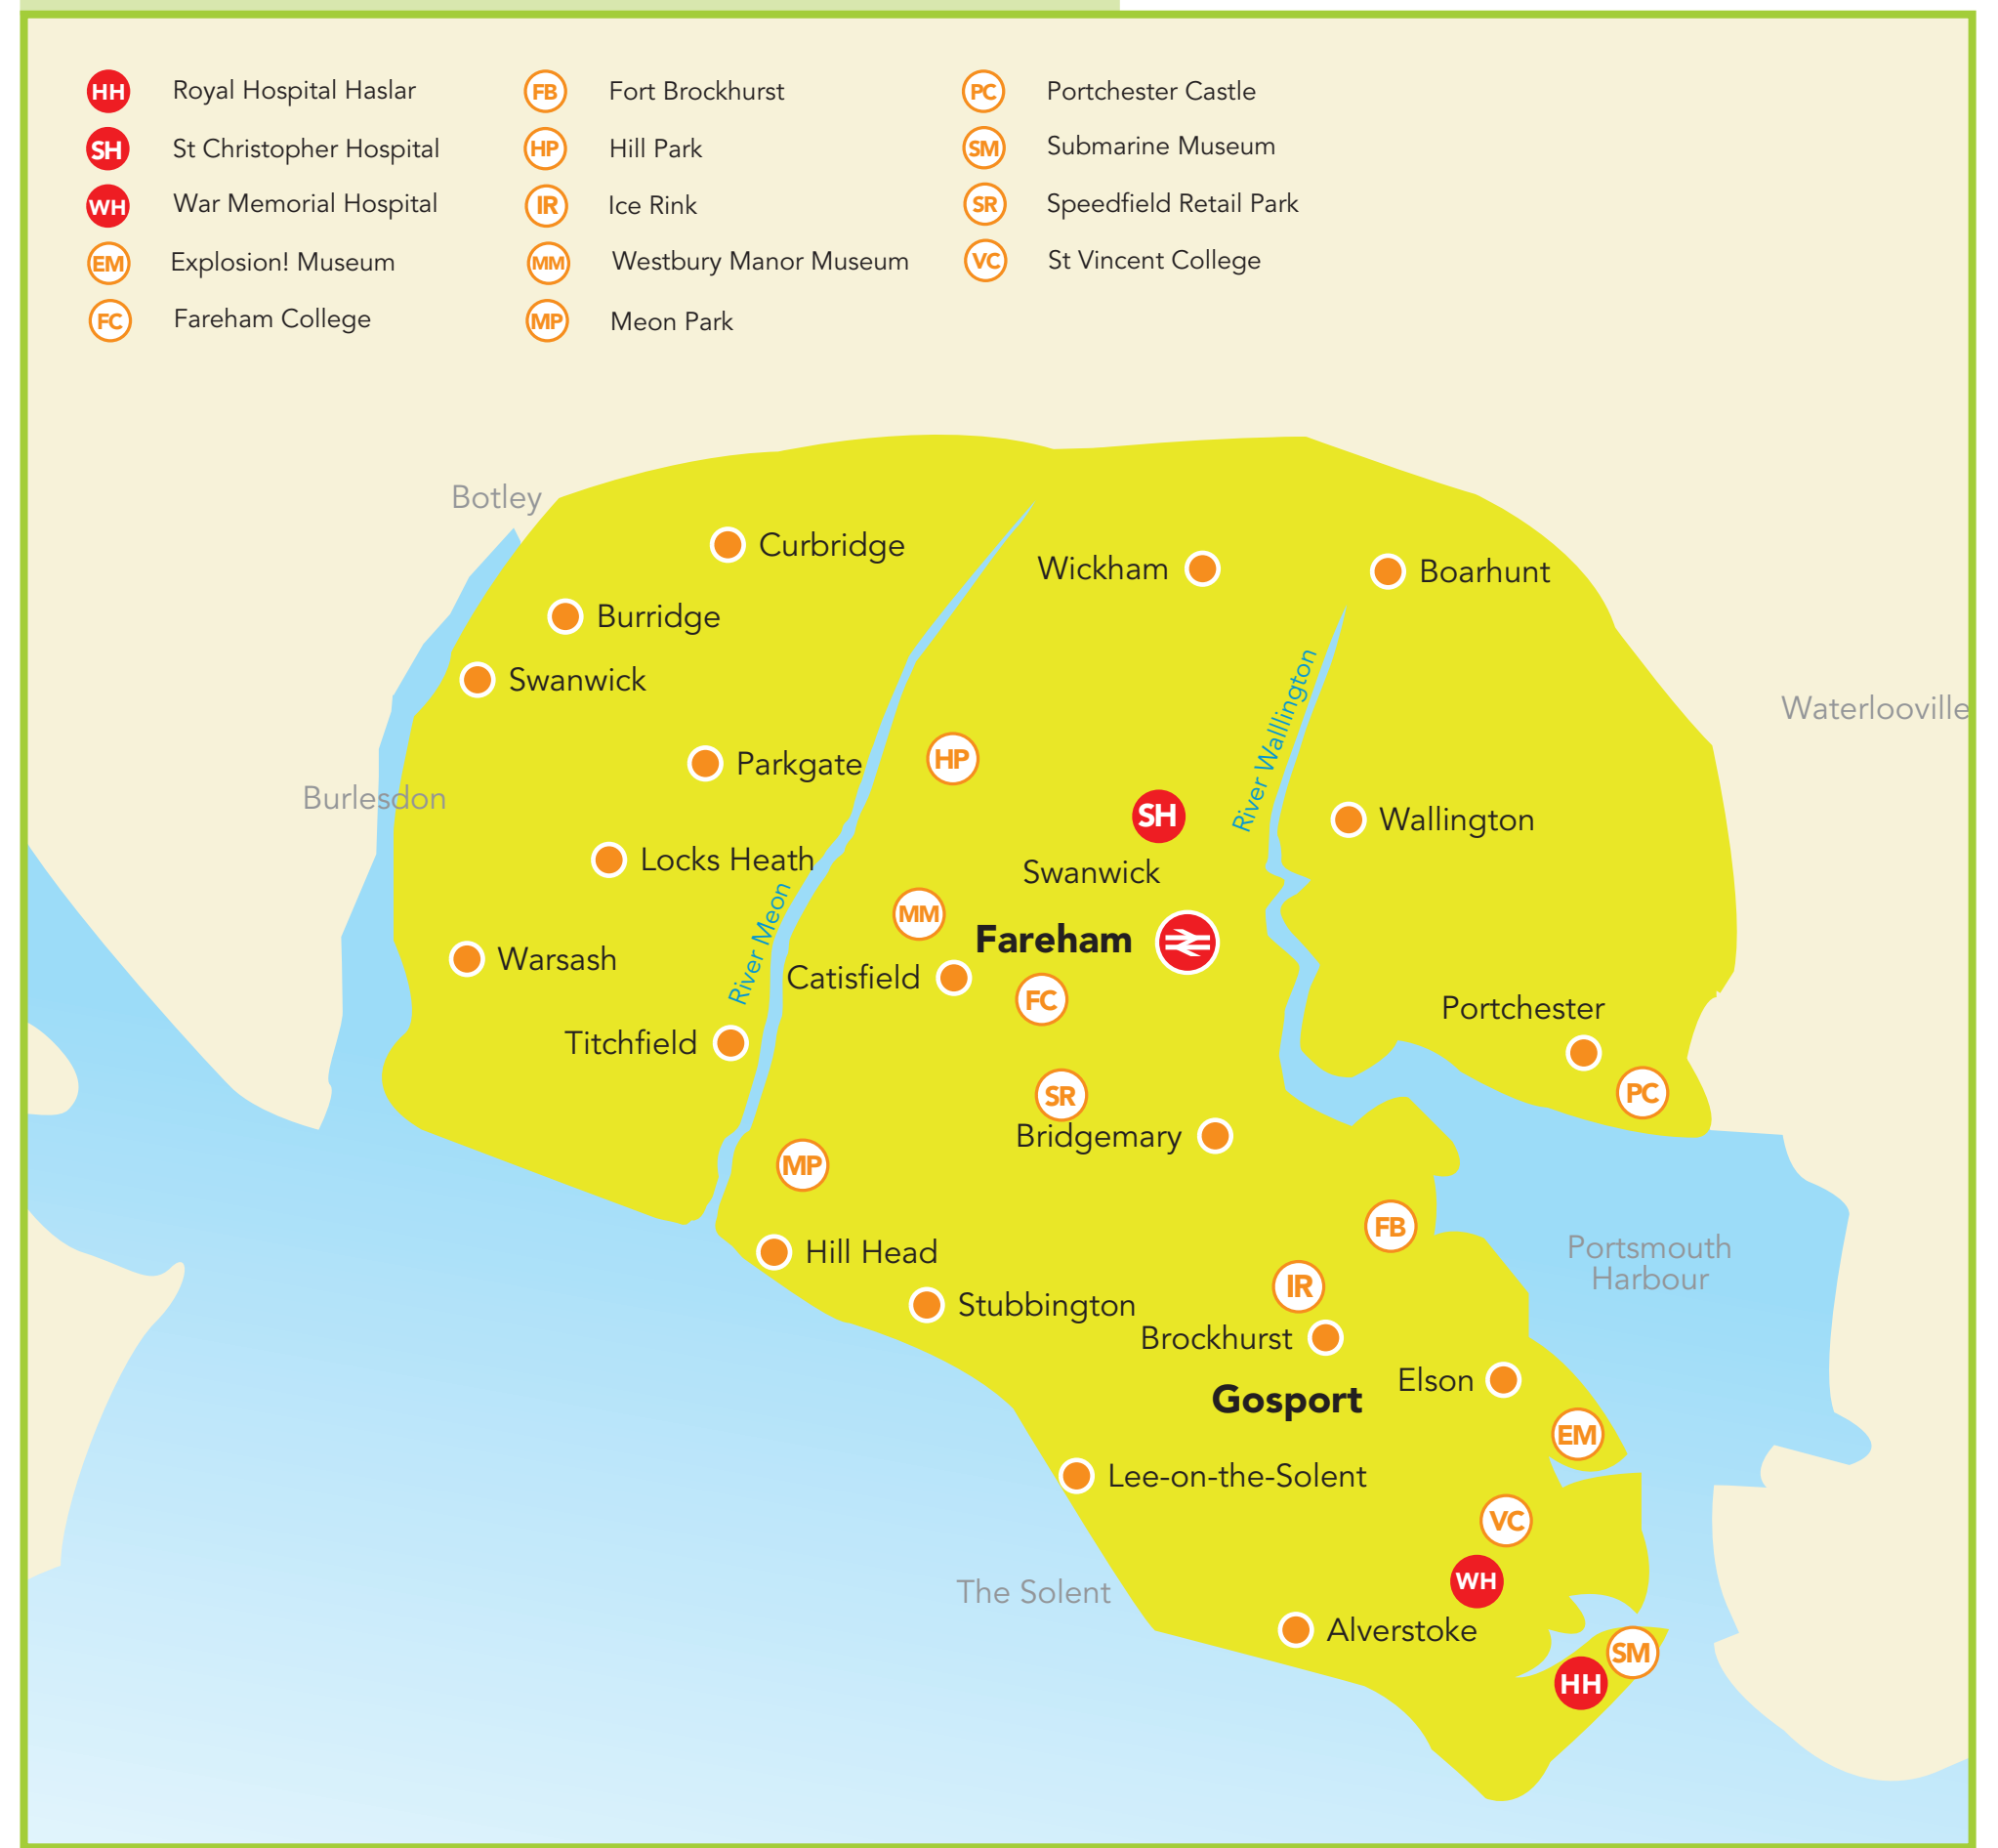 HH Royal Hospital Haslar
SH St Christopher Hospital
WH War Memorial Hospital
EM Explosion! Museum
FC Fareham College
FB Fort Brockhurst
HP Hill Park
IR Ice Rink
MM Westbury Manor Museum
MP Meon Park
PC Portchester Castle
SM Submarine Museum
SR Speedfield Retail Park
VC St Vincent College
Botley
Curbridge
Wickham
Boarhunt
Burridge
Swanwick
River Walllington
Waterlooville
Parkgate
HP
Burlesdon
SH
Wallington
Locks Heath
Swanwick
MM
Fareham
River Meon
Warsash
Catisfield
FC
Portchester
Titchfield
SR
PC
Bridgemary
MP
FB
Hill Head
Portsmouth
Harbour
IR
Stubbington
Brockhurst
Elson
Gosport
EM
Lee-on-the-Solent
VC
WH
The Solent
Alverstoke
SM
HH